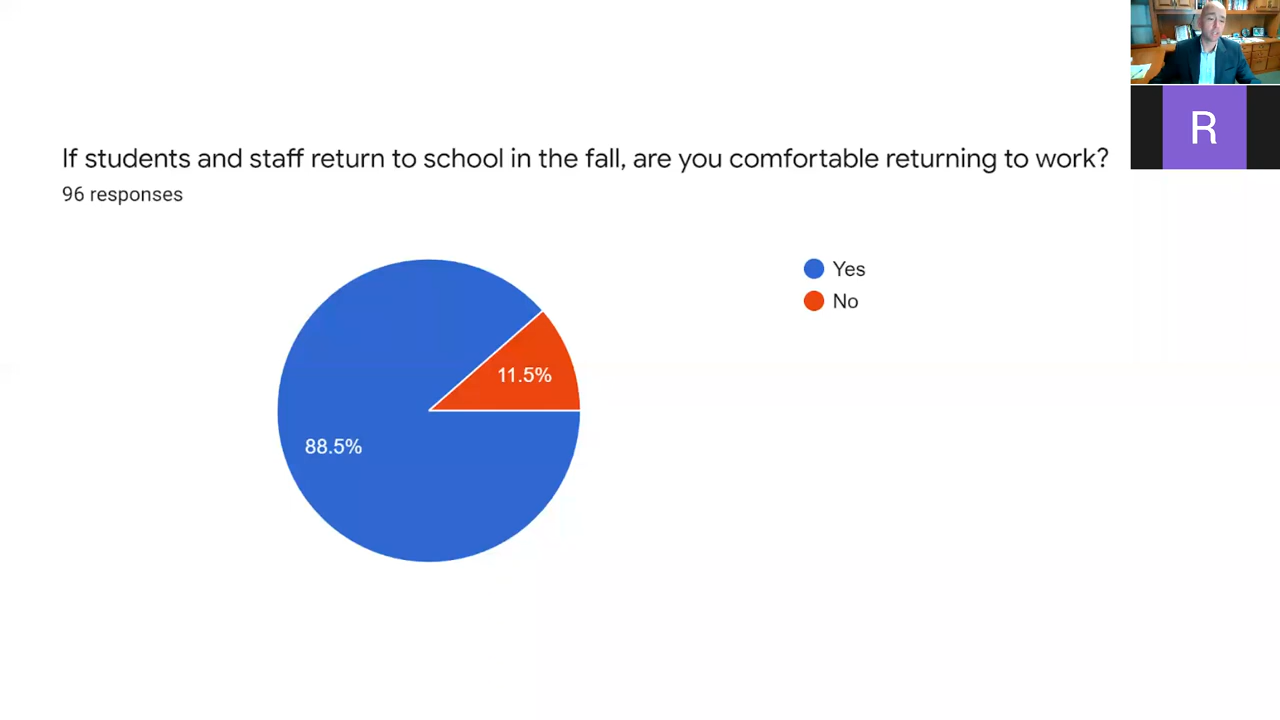 If students and staff return to school in the fall, are you comfortable returning to work?
96 responses
R
Yes
No
11.5%
88.5%